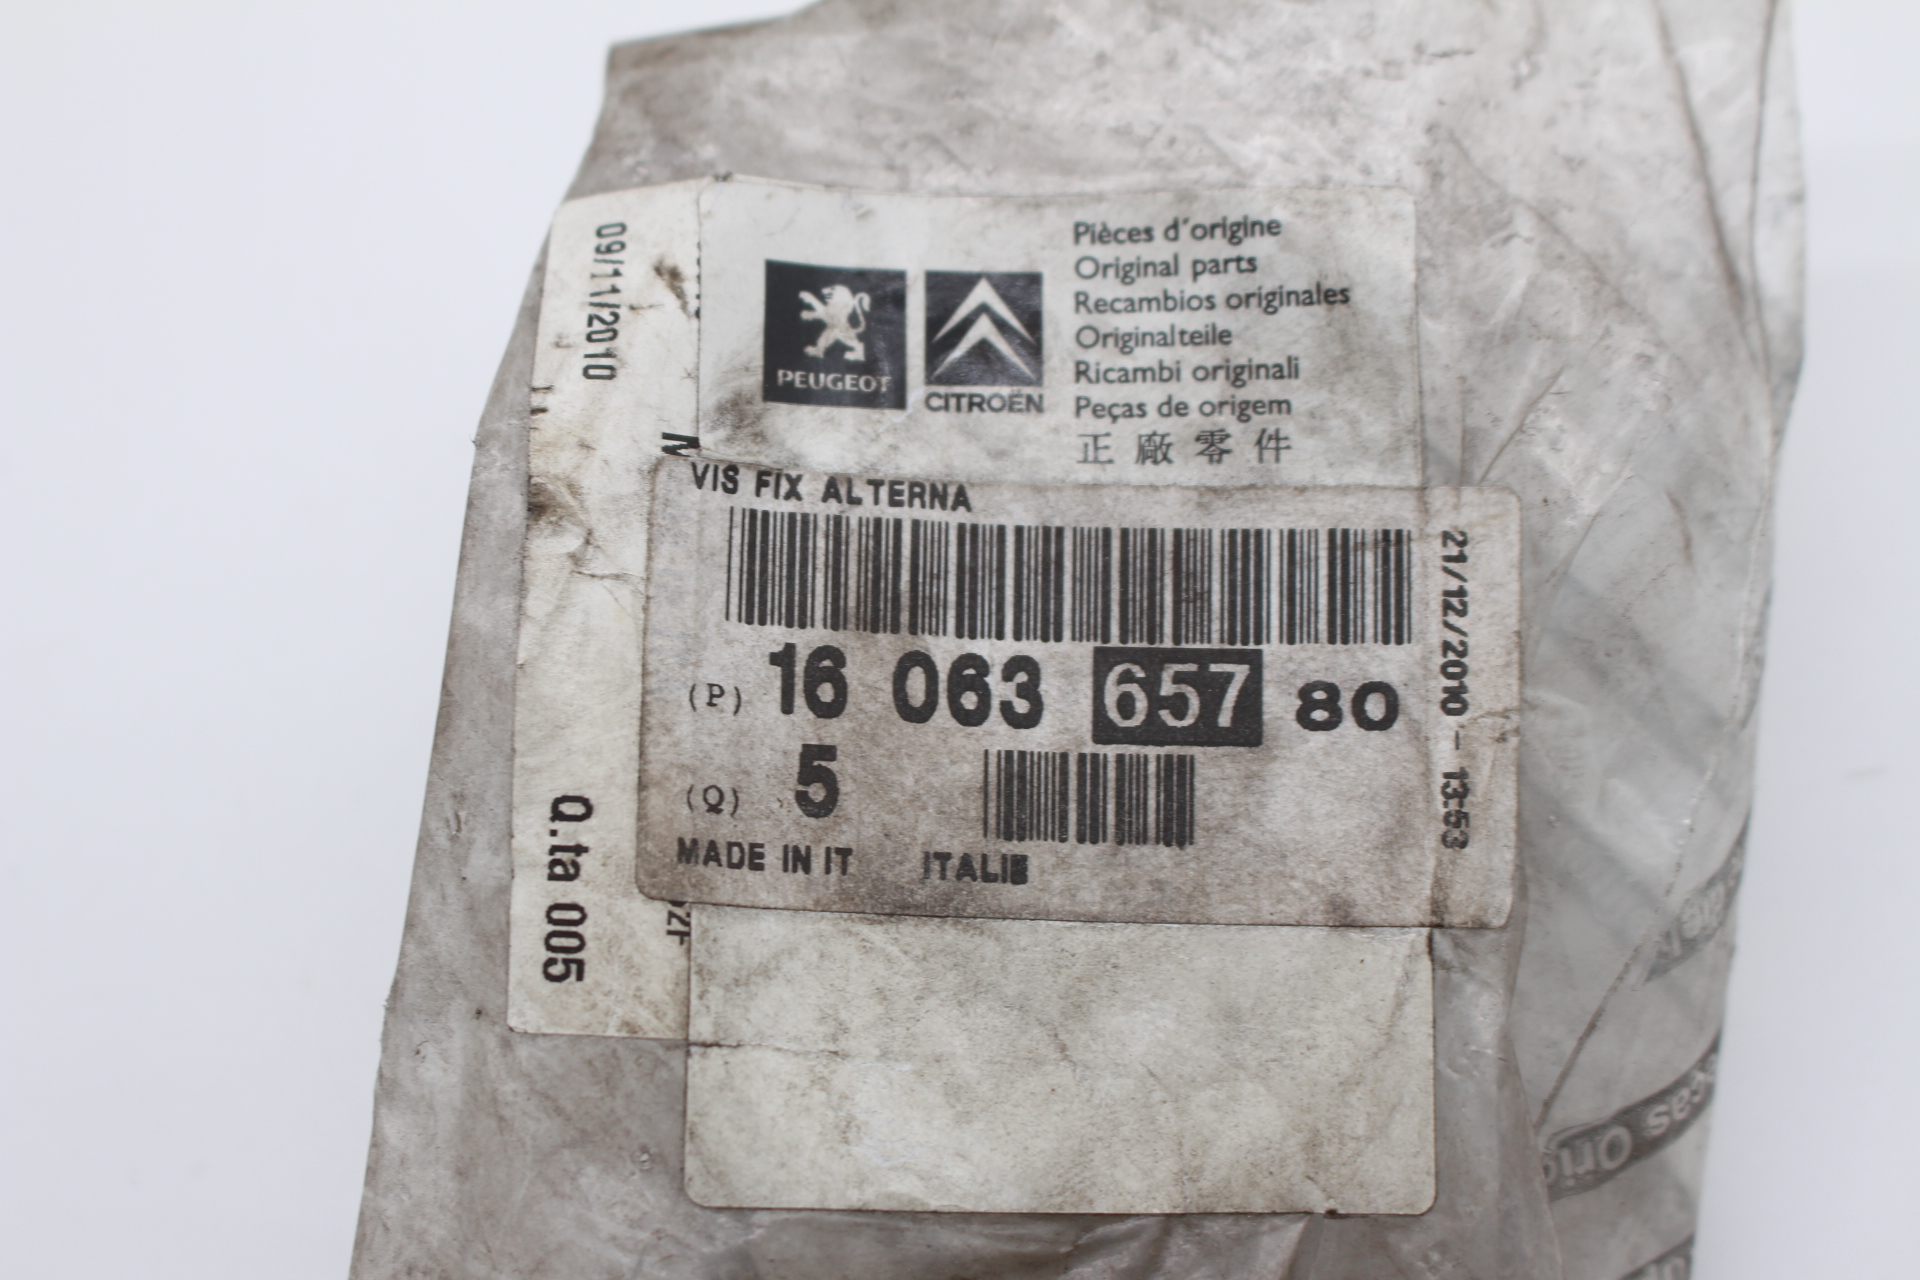 PEUGEOT
CITROËN
Pièces d'origine
Original parts
Recambios originales
Originalteile
Ricambi originali
Peças de origem
正廠零件
09/11/2010
Q.ta 005
VIS FIX ALTERNA
(P) 16 063 657 80
(Q) 5
MADE IN IT ITALIE
21/12/2010 - 13:53